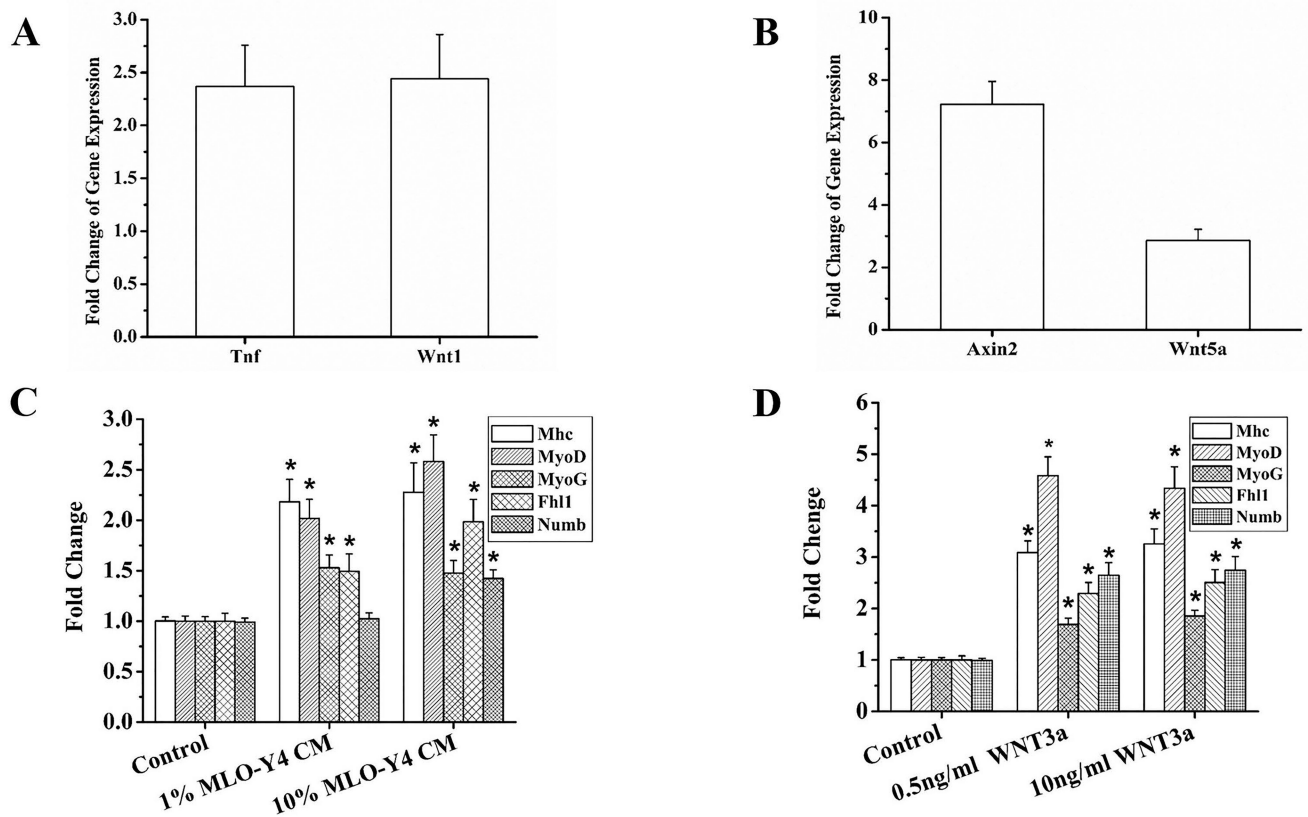 A
Fold Change of Gene Expression
3.0
2.5
2.0
1.5
1.0
0.5
0.0
Tnf
Wnt1
B
Fold Change of Gene Expression
10
8
6
4
2
0
Axin2
Wnt5a
C
Fold Change
3.0
2.5
2.0
1.5
1.0
0.5
0.0
* * * *
* * * * *
Mhc
MyoD
MyoG
Fhl1
Numb
Control
1% MLO-Y4 CM
10% MLO-Y4 CM
D
Fold Chenge
6
5
4
3
2
1
0
* * * * *
* * * * *
Mhc
MyoD
MyoG
Fhl1
Numb
Control
0.5ng/ml WNT3a
10ng/ml WNT3a